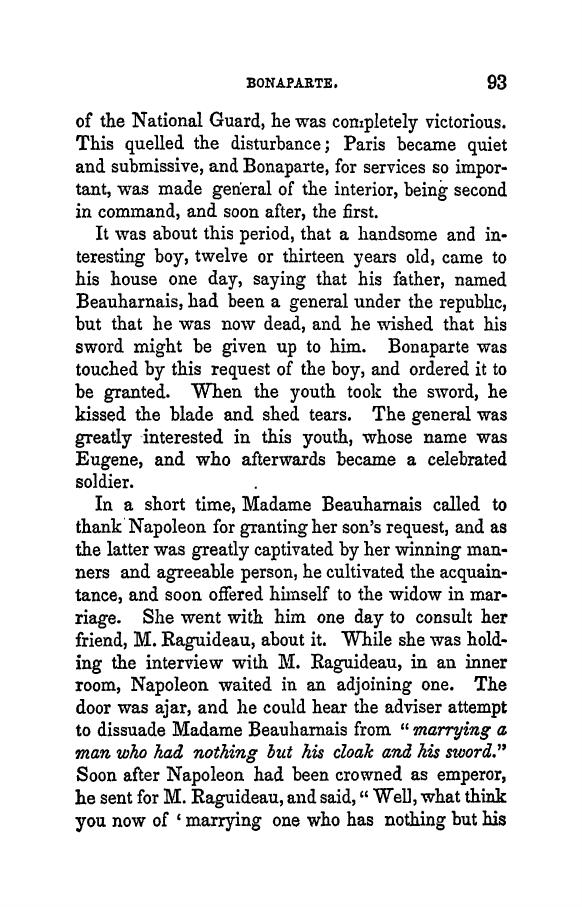 BONAPARTE. 93
of the National Guard, he was completely victorious.
This quelled the disturbance; Paris became quiet
and submissive, and Bonaparte, for services so impor-
tant, was made general of the interior, being second
in command, and soon after, the first.
It was about this period, that a handsome and in-
teresting boy, twelve or thirteen years old, came to
his house one day, saying that his father, named
Beauharnais, had been a general under the republic,
but that he was now dead, and he wished that his
sword might be given up to him. Bonaparte was
touched by this request of the boy, and ordered it to
be granted. When the youth took the sword, he
kissed the blade and shed tears. The general was
greatly interested in this youth, whose name was
Eugene, and who afterwards became a celebrated
soldier.
In a short time, Madame Beauharnais called to
thank Napoleon for granting her son's request, and as
the latter was greatly captivated by her winning man-
ners and agreeable person, he cultivated the acquain-
tance, and soon offered himself to the widow in mar-
riage. She went with him one day to consult her
friend, M. Raguideau, about it. While she was hold-
ing the interview with M. Raguideau, in an inner
room, Napoleon waited in an adjoining one. The
door was ajar, and he could hear the adviser attempt
to dissuade Madame Beauharnais from "marrying a
man who had nothing but his cloak and his sword."
Soon after Napoleon had been crowned as emperor,
he sent for M. Raguideau, and said, "Well, what think
you now of 'marrying one who has nothing but his